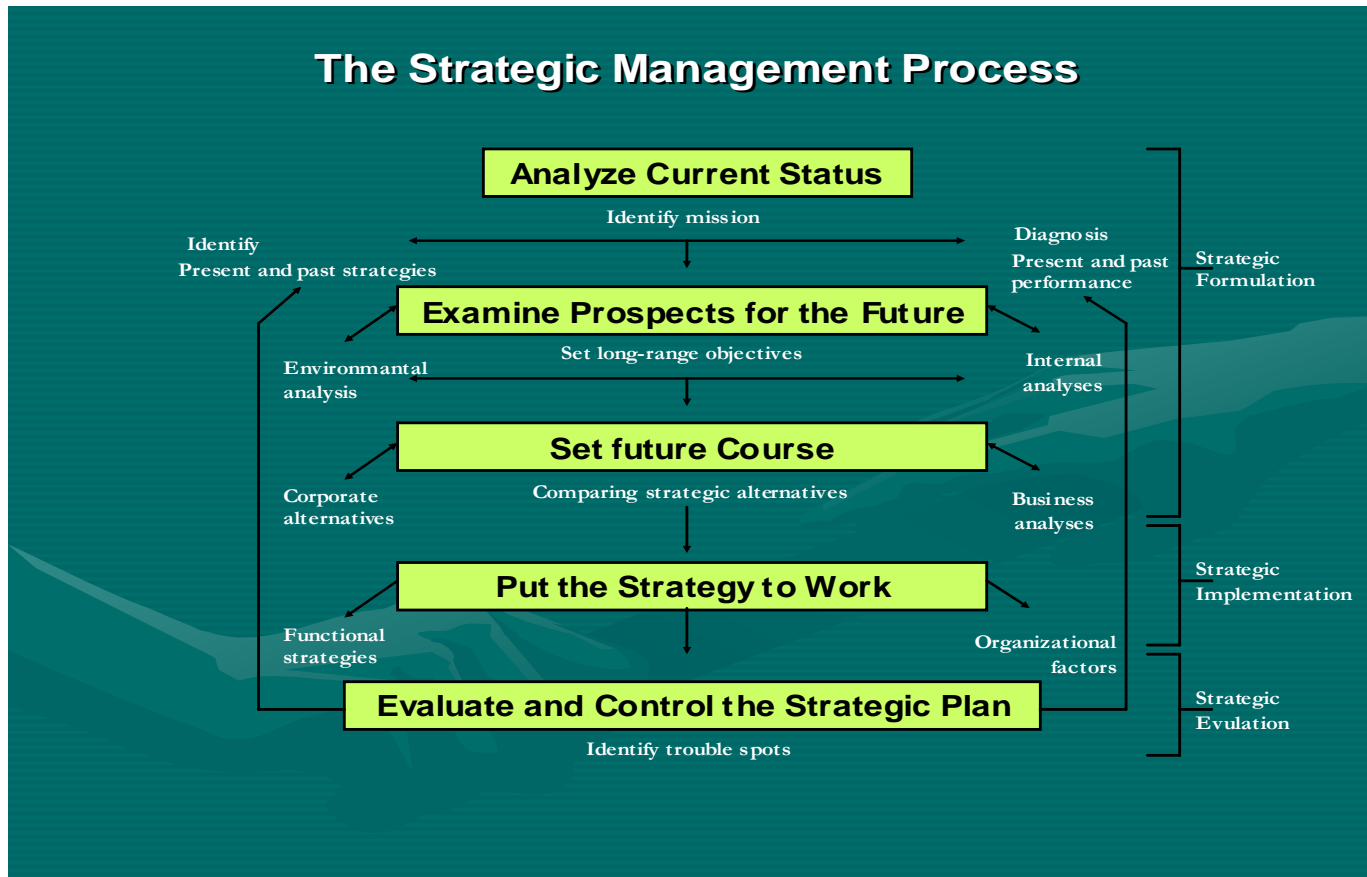 The Strategic Management Process
Analyze Current Status
Identify mission
Identify
Present and past strategies
Diagnosis
Present and past
performance
Strategic
Formulation
Examine Prospects for the Future
Set long-range objectives
Environmantal
analysis
Internal
analyses
Set future Course
Comparing strategic alternatives
Corporate
alternatives
Business
analyses
Put the Strategy to Work
Strategic
Implementation
Functional
strategies
Organizational
factors
Evaluate and Control the Strategic Plan
Identify trouble spots
Strategic
Evulation